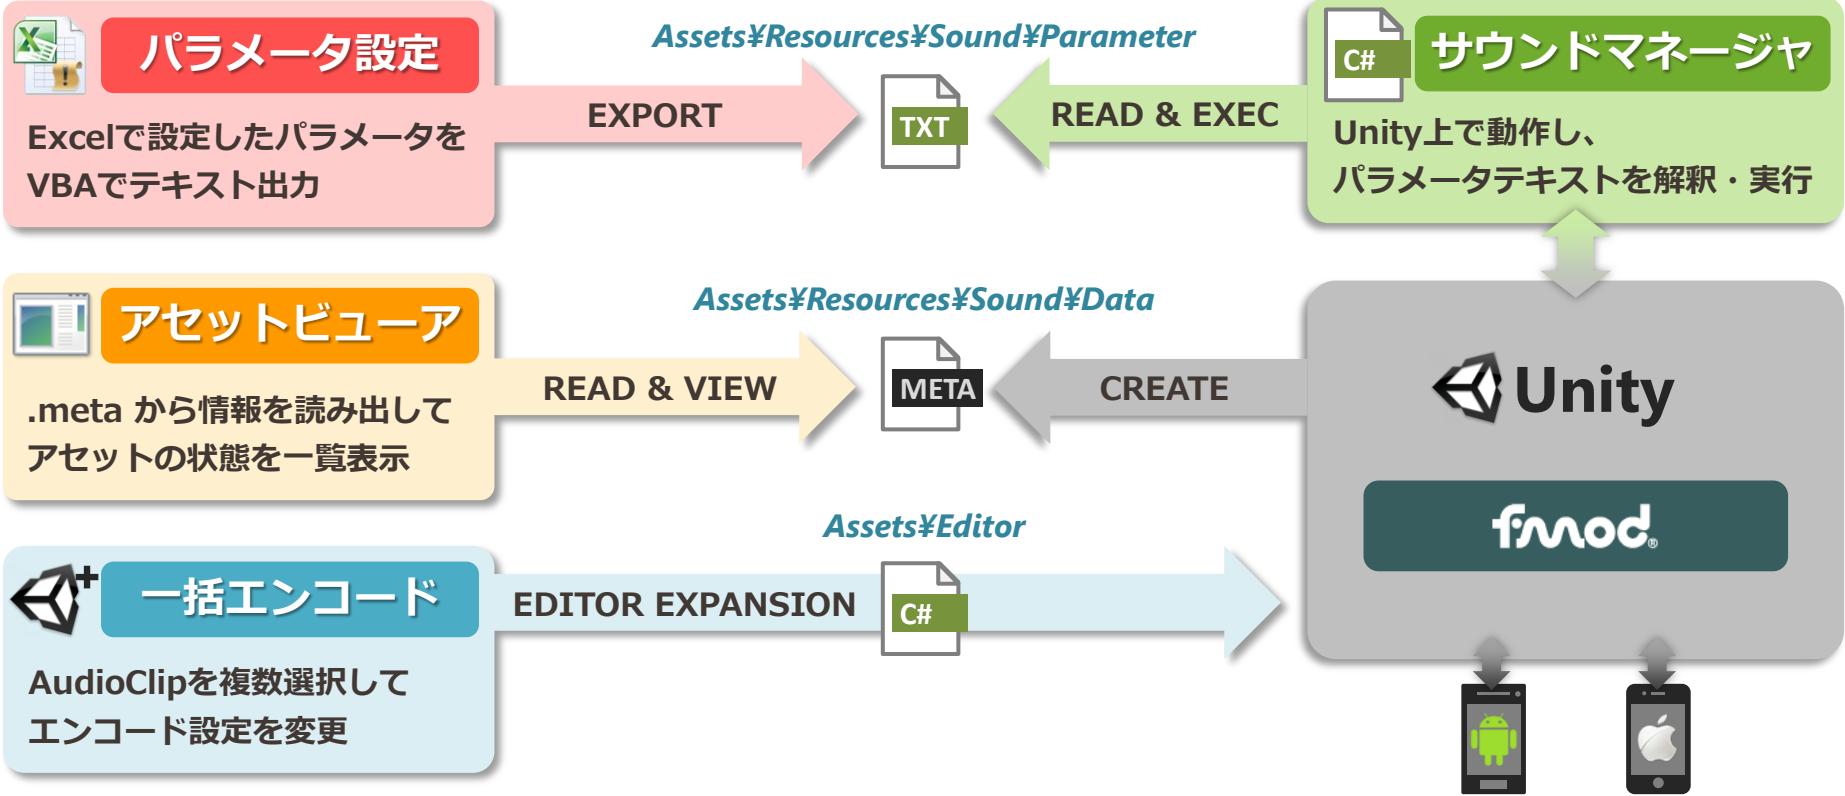 パラメータ設定
Excelで設定したパラメータを
VBAでテキスト出力
EXPORT
Assets¥Resources¥Sound¥Parameter
TXT
READ & EXEC
C#
サウンドマネージャ
Unity上で動作し、
パラメータテキストを解釈・実行
アセットビューア
.meta から情報を読み出して
アセットの状態を一覧表示
READ & VIEW
Assets¥Resources¥Sound¥Data
META
CREATE
Unity
fmod®
一括エンコード
AudioClipを複数選択して
エンコード設定を変更
EDITOR EXPANSION
Assets¥Editor
C#